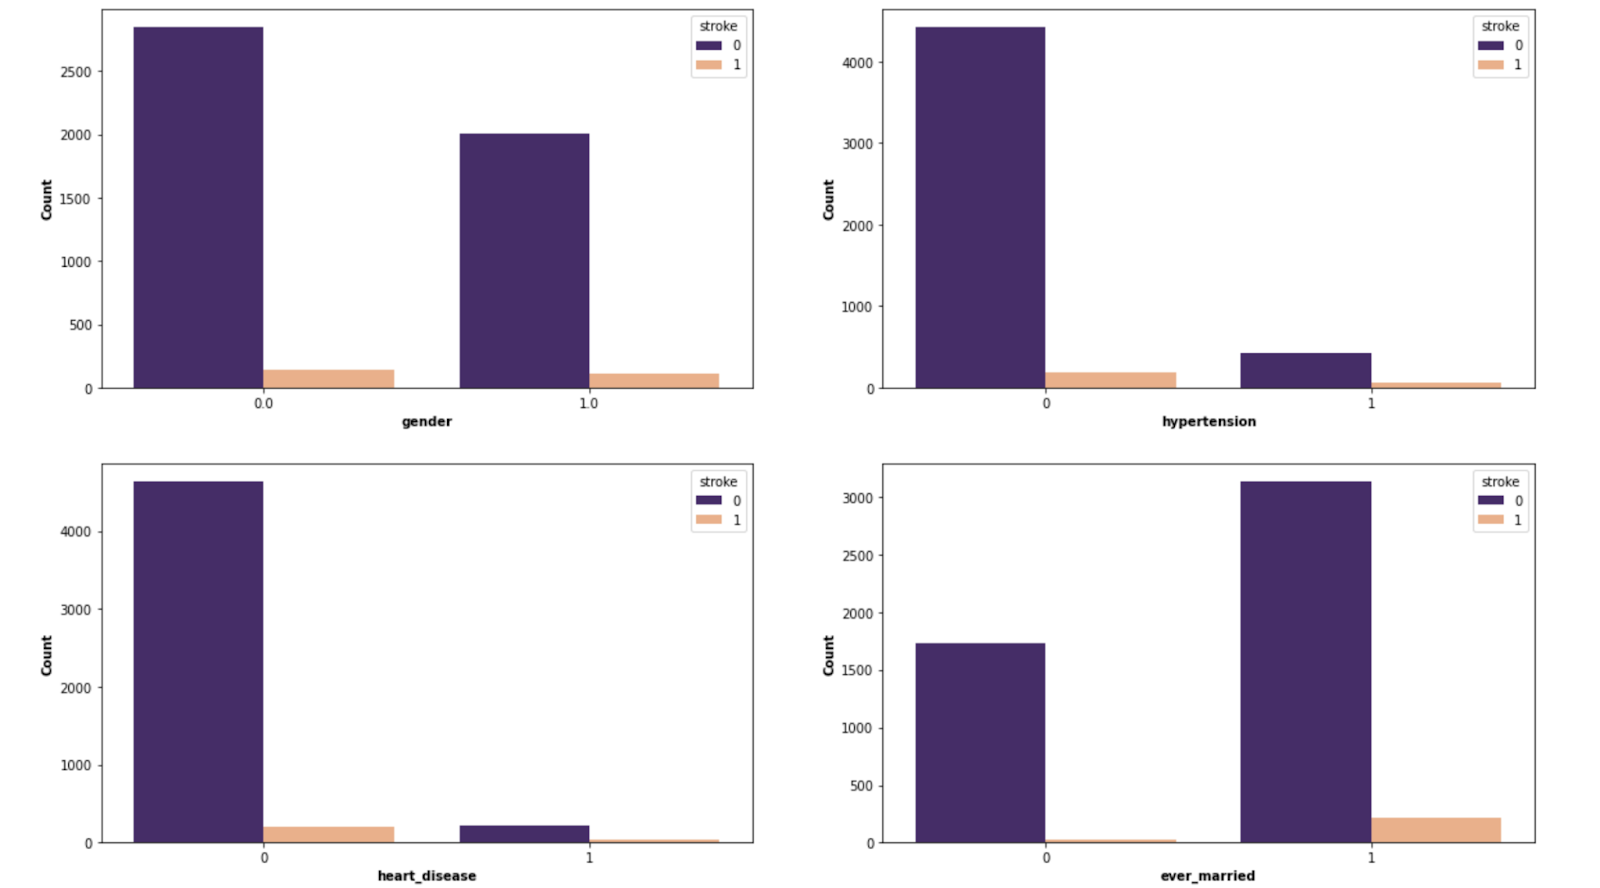 stroke
0
1
2500
2000
1500
1000
500
0
Count
0.0 1.0
gender
stroke
0
1
4000
3000
2000
1000
0
Count
0 1
hypertension
stroke
0
1
4000
3000
2000
1000
0
Count
0 1
heart_disease
stroke
0
1
3000
2500
2000
1500
1000
500
0
Count
0 1
ever_married